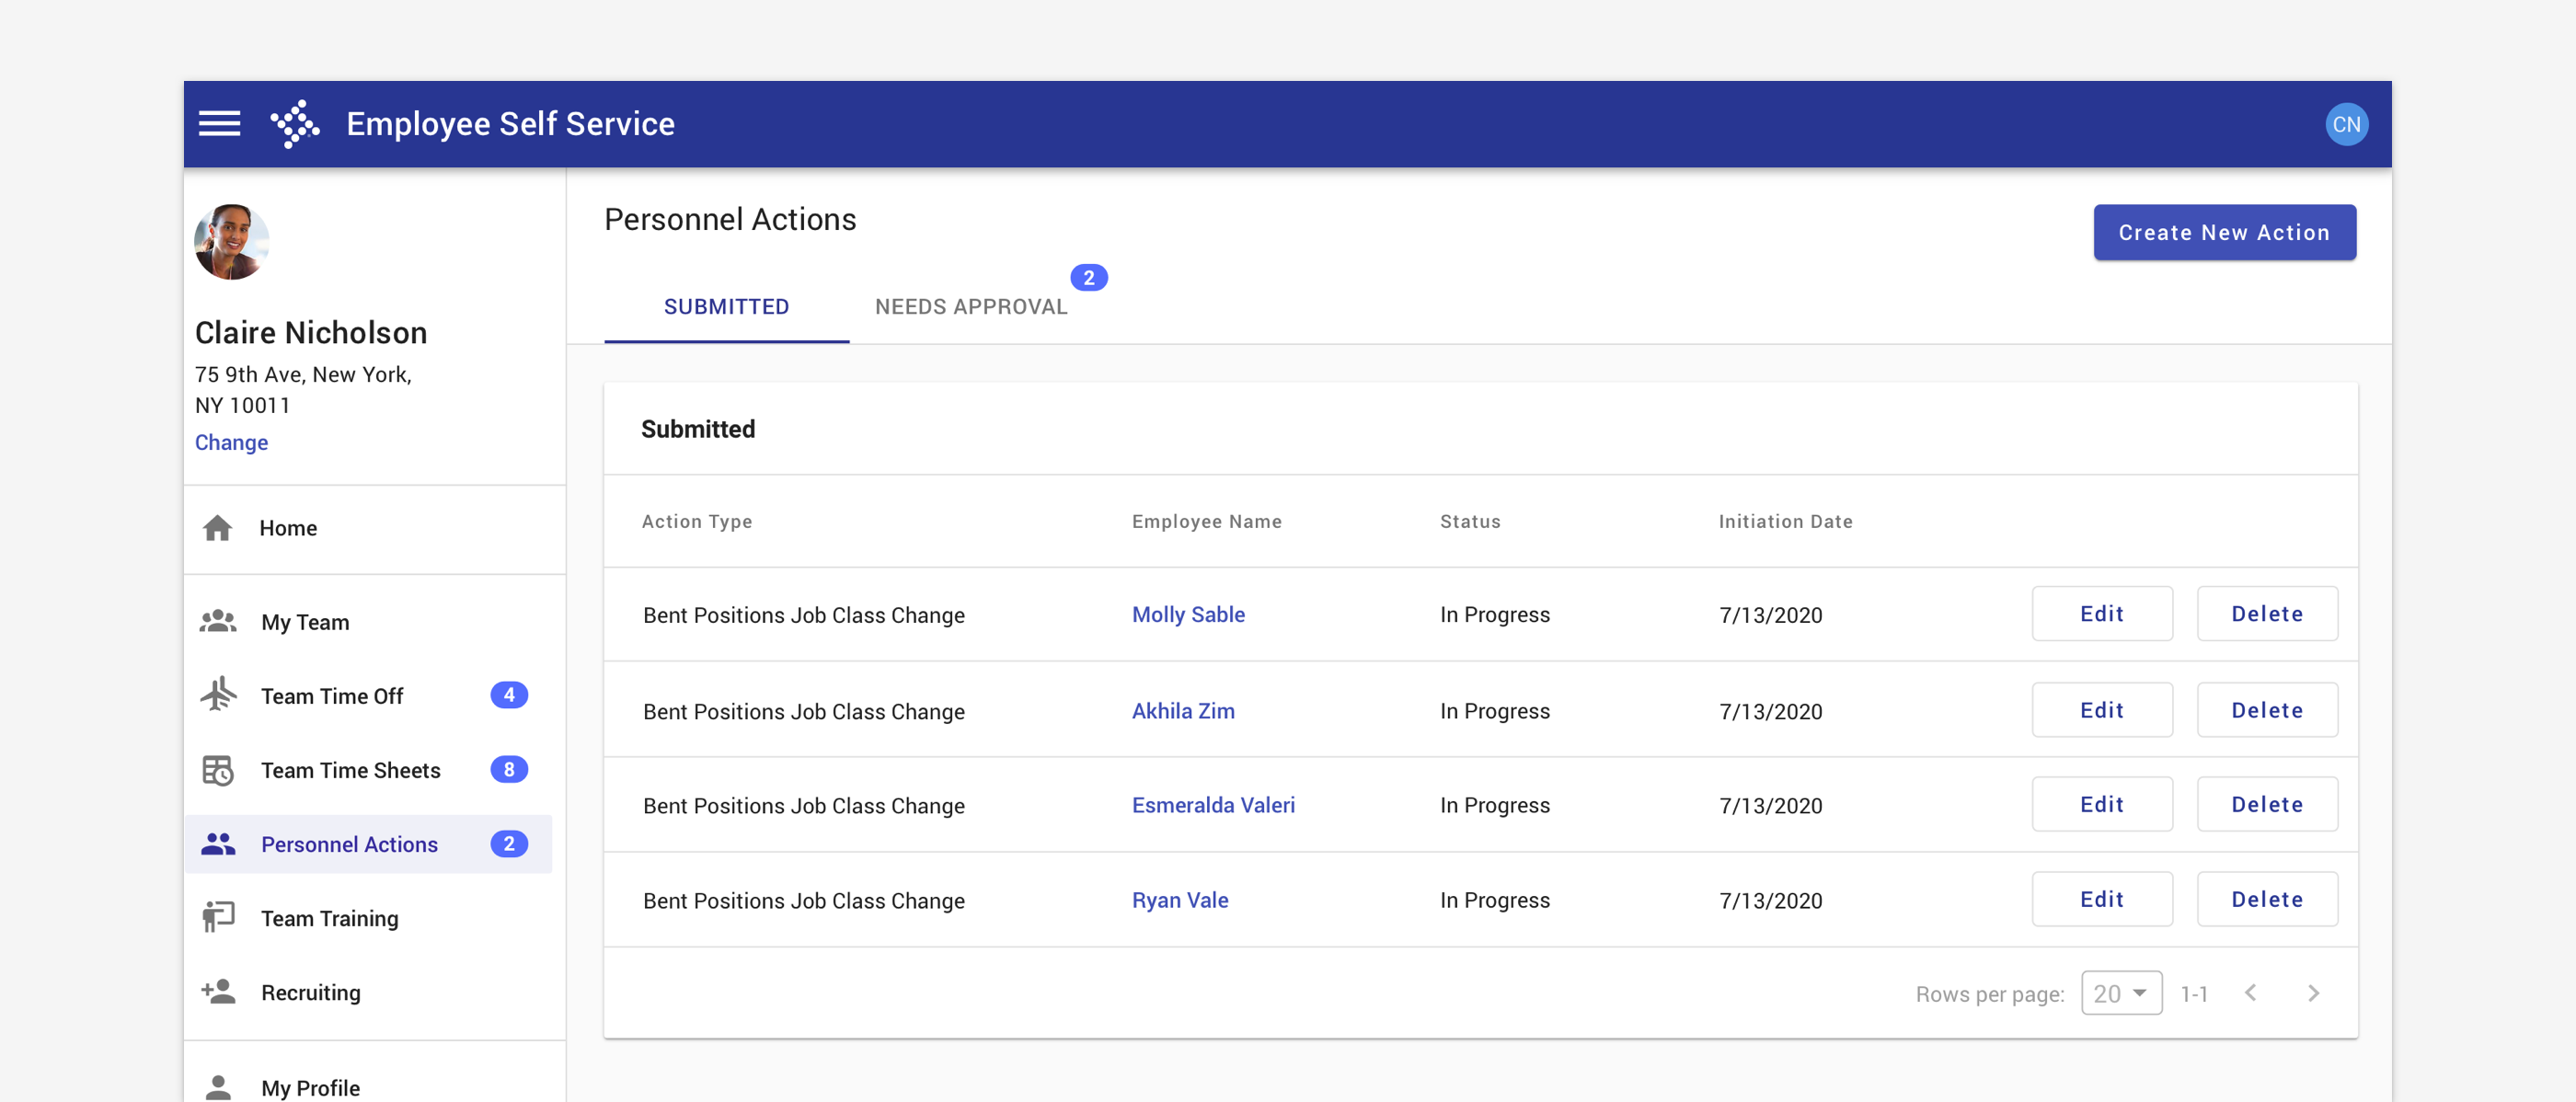 Employee Self Service
CN
Claire Nicholson
75 9th Ave, New York,
NY 10011
Change
Home
My Team
Team Time Off 4
Team Time Sheets 8
Personnel Actions 2
Team Training
Recruiting
My Profile
Personnel Actions
Create New Action
SUBMITTED NEEDS APPROVAL 2
Submitted
Action Type Employee Name Status Initiation Date
Bent Positions Job Class Change Molly Sable In Progress 7/13/2020 Edit Delete
Bent Positions Job Class Change Akhila Zim In Progress 7/13/2020 Edit Delete
Bent Positions Job Class Change Esmeralda Valeri In Progress 7/13/2020 Edit Delete
Bent Positions Job Class Change Ryan Vale In Progress 7/13/2020 Edit Delete
Rows per page: 20 1-1